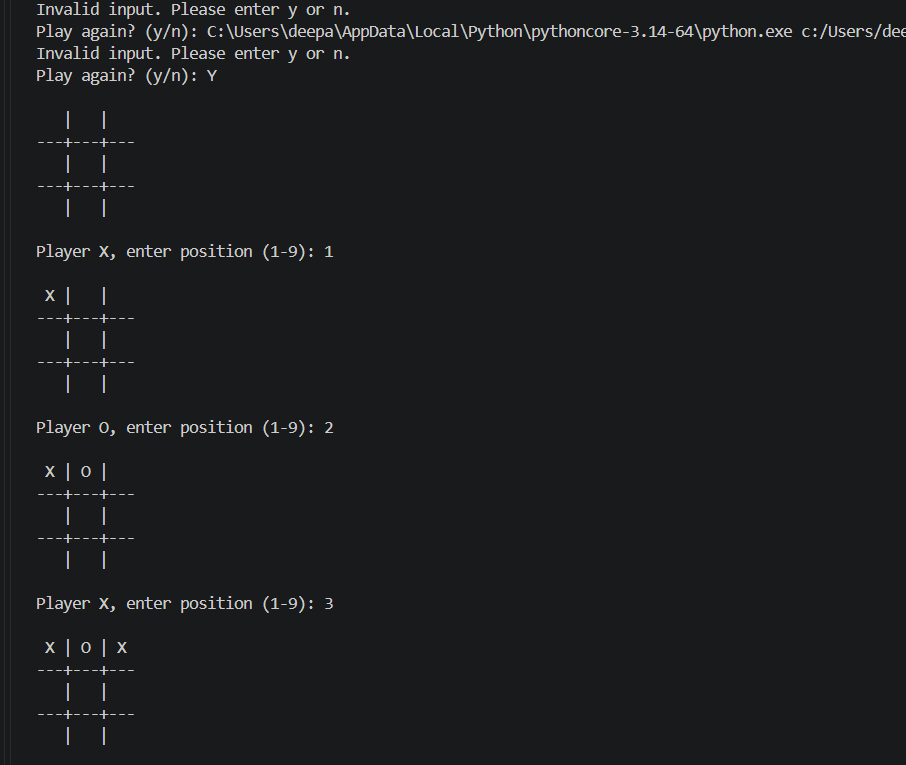 Invalid input. Please enter y or n.
Play again? (y/n): C:\Users\deepa\AppData\Local\Python\pythoncore-3.14-64\python.exe c:/Users/dee
Invalid input. Please enter y or n.
Play again? (y/n): Y
   |   |
---+---+---
   |   |
---+---+---
   |   |
Player X, enter position (1-9): 1
 X |   |
---+---+---
   |   |
---+---+---
   |   |
Player O, enter position (1-9): 2
 X | O |
---+---+---
   |   |
---+---+---
   |   |
Player X, enter position (1-9): 3
 X | O | X
---+---+---
   |   |
---+---+---
   |   |